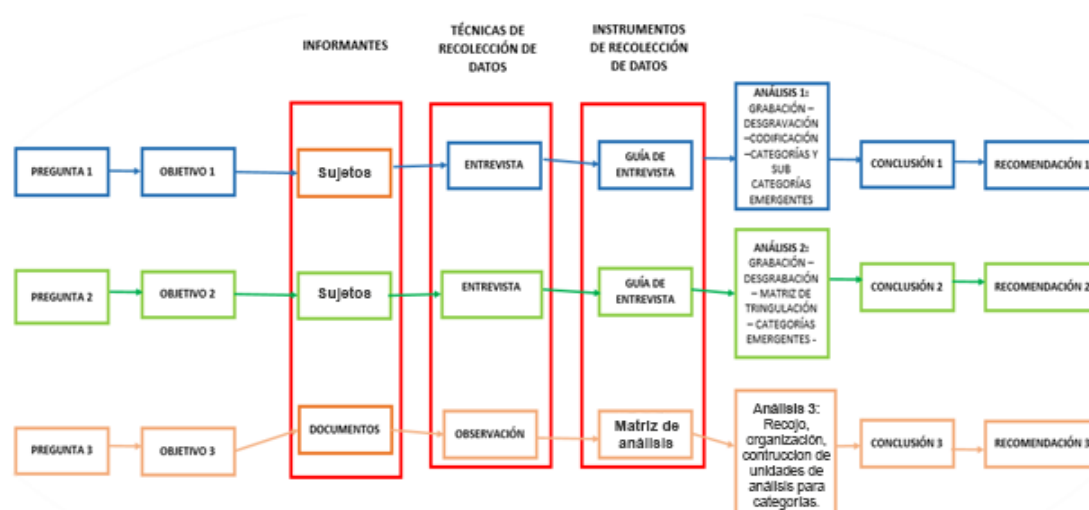 INFORMANTES
TÉCNICAS DE
RECOLECCIÓN DE
DATOS
INSTRUMENTOS
DE RECOLECCIÓN
DE DATOS
PREGUNTA 1
OBJETIVO 1
Sujetos
ENTREVISTA
GUÍA DE
ENTREVISTA
ANÁLISIS 1:
GRABACIÓN –
DESGRAVACIÓN
–CODIFICACIÓN
–CATEGORÍAS Y
SUB
CATEGORÍAS
EMERGENTES
CONCLUSIÓN 1
RECOMENDACIÓN 1
PREGUNTA 2
OBJETIVO 2
Sujetos
ENTREVISTA
GUÍA DE
ENTREVISTA
ANÁLISIS 2:
GRABACIÓN –
DESGRABACIÓN
– MATRIZ DE
TRINGULACIÓN
– CATEGORÍAS
EMERGENTES -
CONCLUSIÓN 2
RECOMENDACIÓN 2
PREGUNTA 3
OBJETIVO 3
DOCUMENTOS
OBSERVACIÓN
Matriz de
análisis
Análisis 3:
Recojo,
organización,
contruccion de
unidades de
análisis para
categorías.
CONCLUSIÓN 3
RECOMENDACIÓN 3